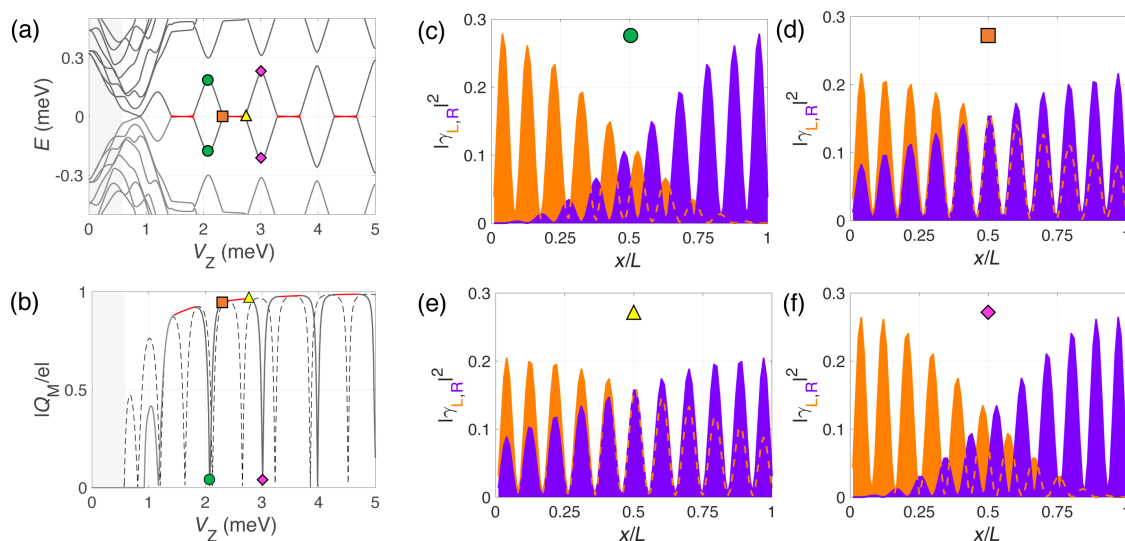 (a)
E (meV)
0.3
0
-0.3
0 1 2 3 4 5
V_Z (meV)
(b)
|Q_M/e|
1
0.5
0
0 1 2 3 4 5
V_Z (meV)
(c)
|γ_L,R|²
0.3
0.2
0.1
0
0 0.25 0.5 0.75 1
x/L
(d)
|γ_L,R|²
0.3
0.2
0.1
0
0 0.25 0.5 0.75 1
x/L
(e)
|γ_L,R|²
0.3
0.2
0.1
0
0 0.25 0.5 0.75 1
x/L
(f)
|γ_L,R|²
0.3
0.2
0.1
0
0 0.25 0.5 0.75 1
x/L